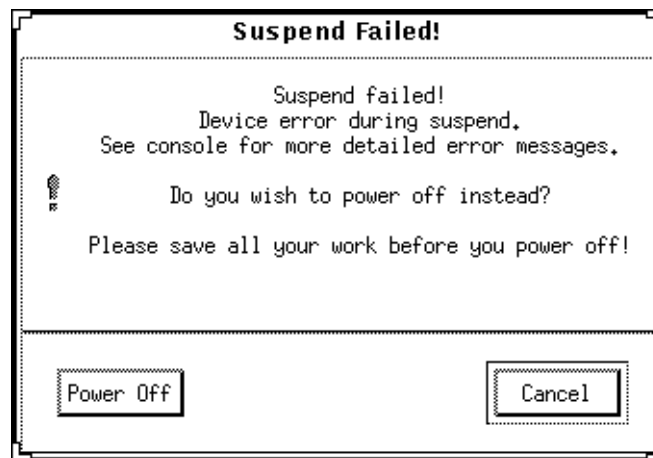 Suspend Failed!
Suspend failed!
Device error during suspend.
See console for more detailed error messages.
Do you wish to power off instead?
Please save all your work before you power off!
Power Off
Cancel